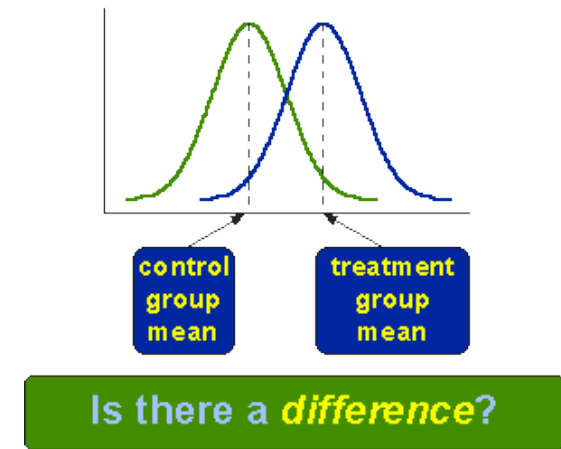 control
group
mean
treatment
group
mean
Is there a difference?